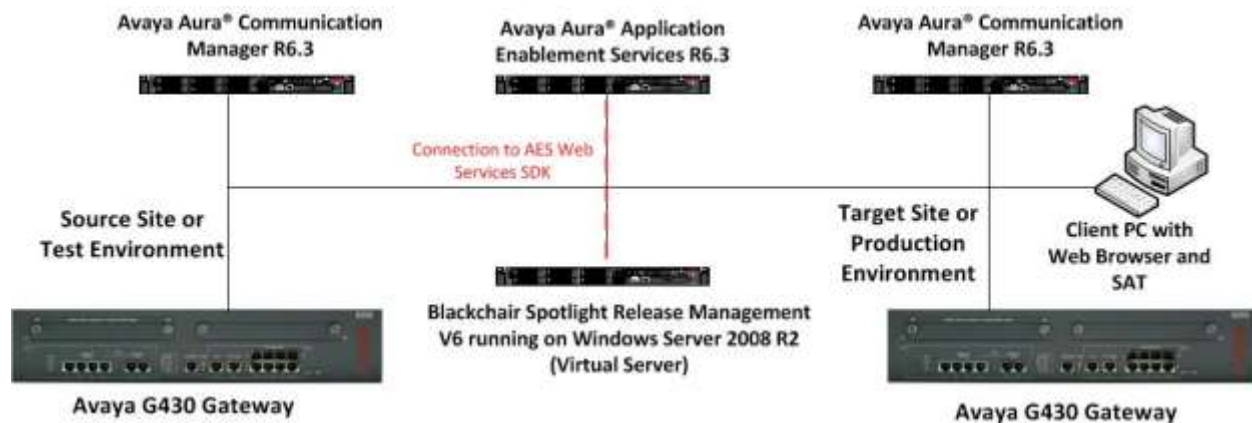 Avaya Aura® Communication
Manager R6.3
Avaya Aura® Application
Enablement Services R6.3
Avaya Aura® Communication
Manager R6.3
Connection to AES Web
Services SDK
Source Site or
Test Environment
Target Site or
Production
Environment
Client PC with
Web Browser and
SAT
Blackchair Spotlight Release Management
V6 running on Windows Server 2008 R2
(Virtual Server)
Avaya G430 Gateway
Avaya G430 Gateway